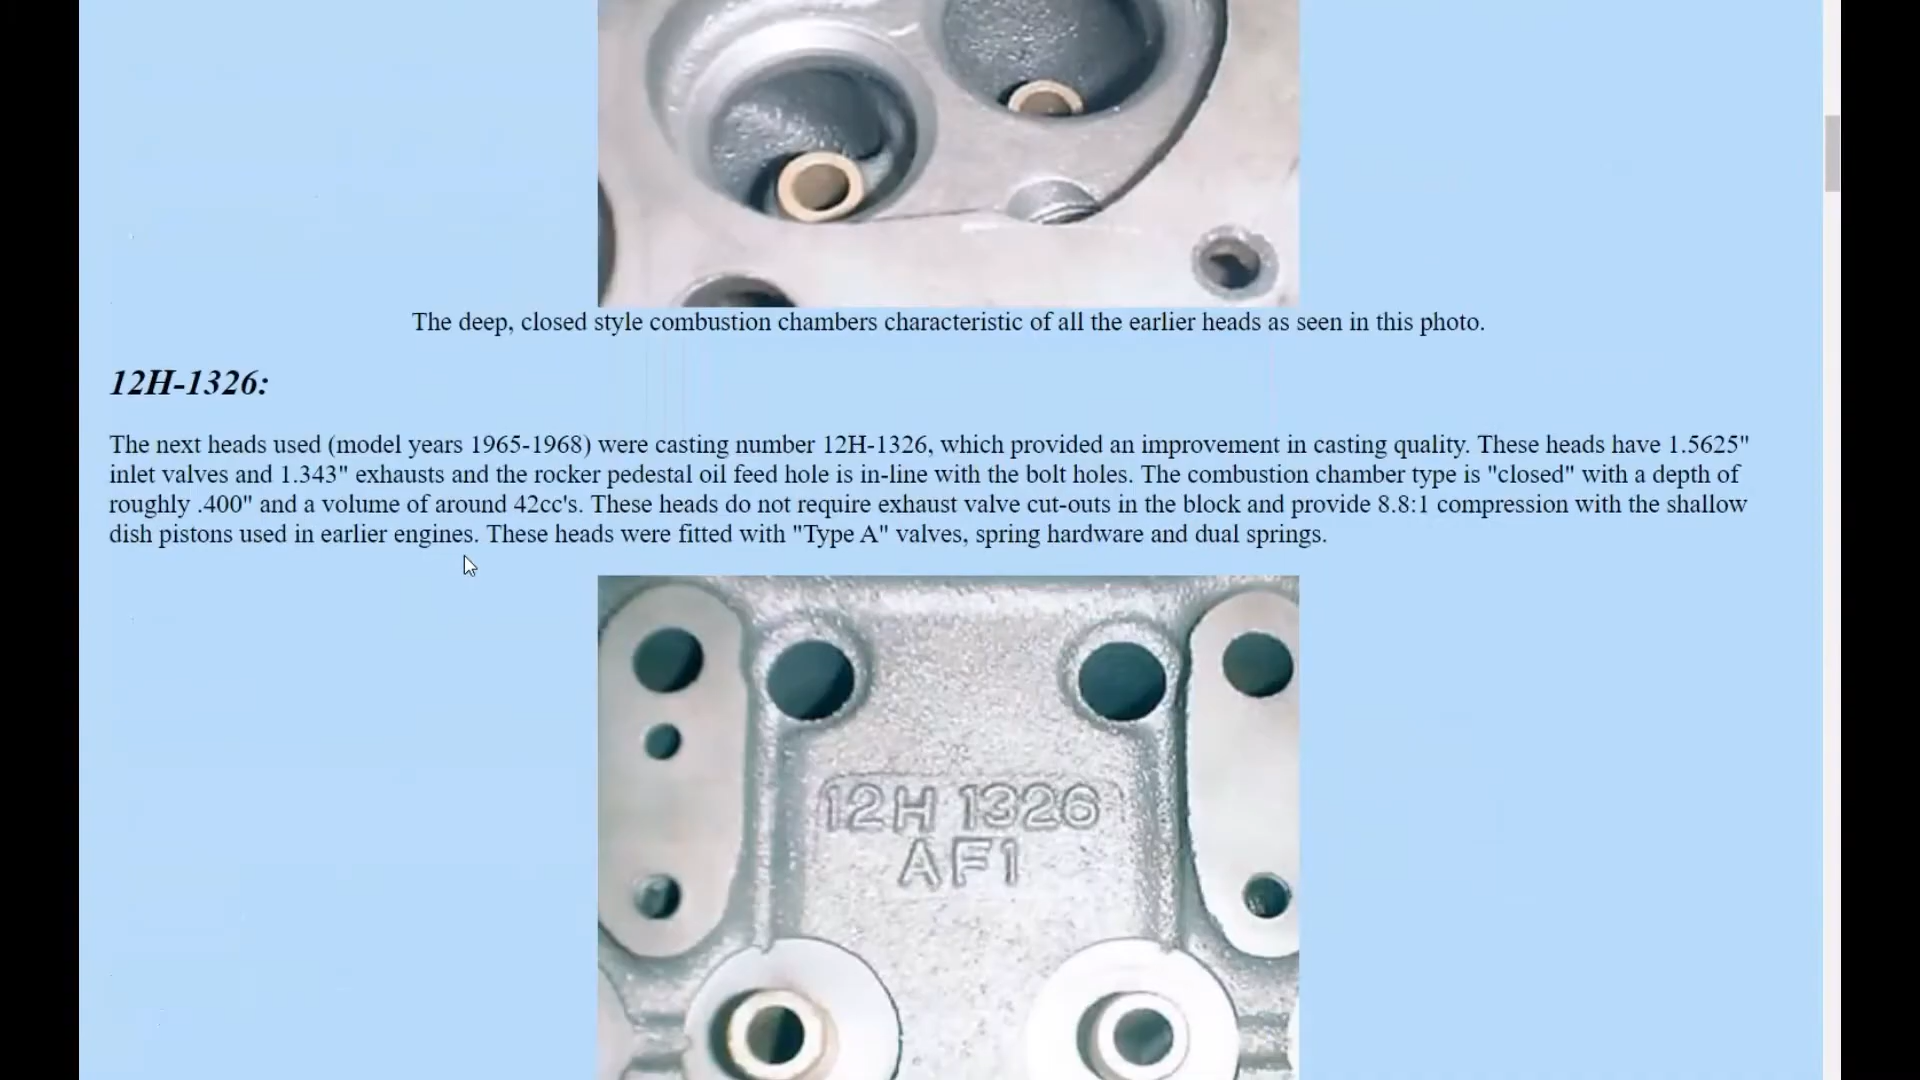 The deep, closed style combustion chambers characteristic of all the earlier heads as seen in this photo.
12H-1326:
The next heads used (model years 1965-1968) were casting number 12H-1326, which provided an improvement in casting quality. These heads have 1.5625"
inlet valves and 1.343" exhausts and the rocker pedestal oil feed hole is in-line with the bolt holes. The combustion chamber type is "closed" with a depth of
roughly .400" and a volume of around 42cc's. These heads do not require exhaust valve cut-outs in the block and provide 8.8:1 compression with the shallow
dish pistons used in earlier engines. These heads were fitted with "Type A" valves, spring hardware and dual springs.
12H 1326
AF1